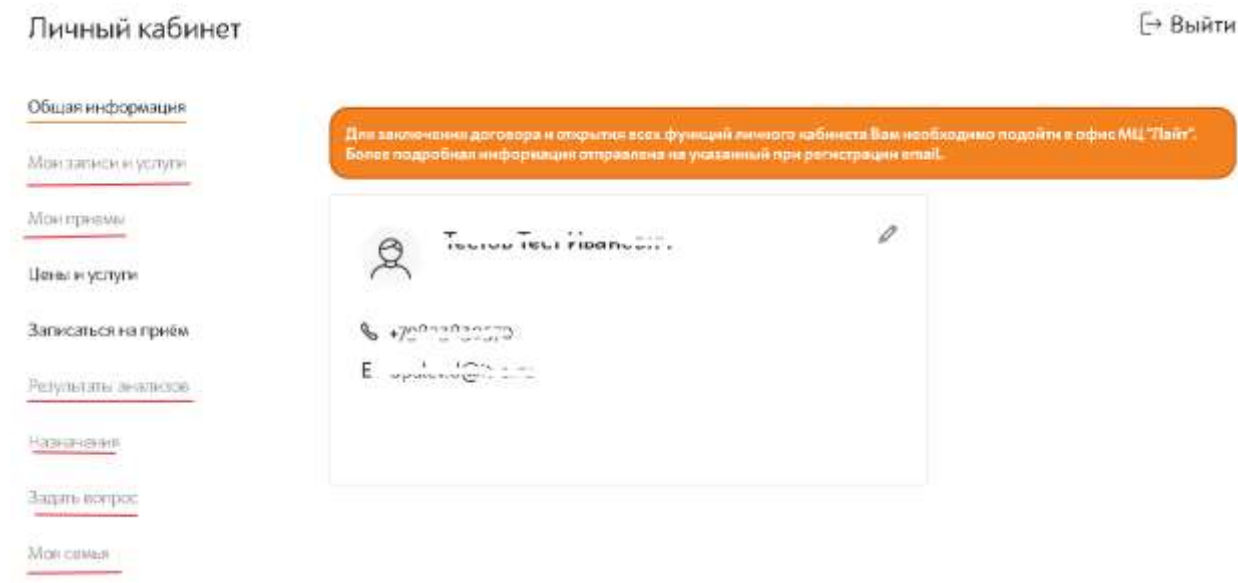 Личный кабинет
Выйти
Общая информация
Мои записи и услуги
Мои приемы
Цены и услуги
Записаться на приём
Результаты анализов
Назначения
Задать вопрос
Моя семья
Для заключения договора и открытия всех функций личного кабинета Вам необходимо подойти в офис МЦ "Лайт".
Более подробная информация отправлена на указанный при регистрации email.
Тестов Тест
E